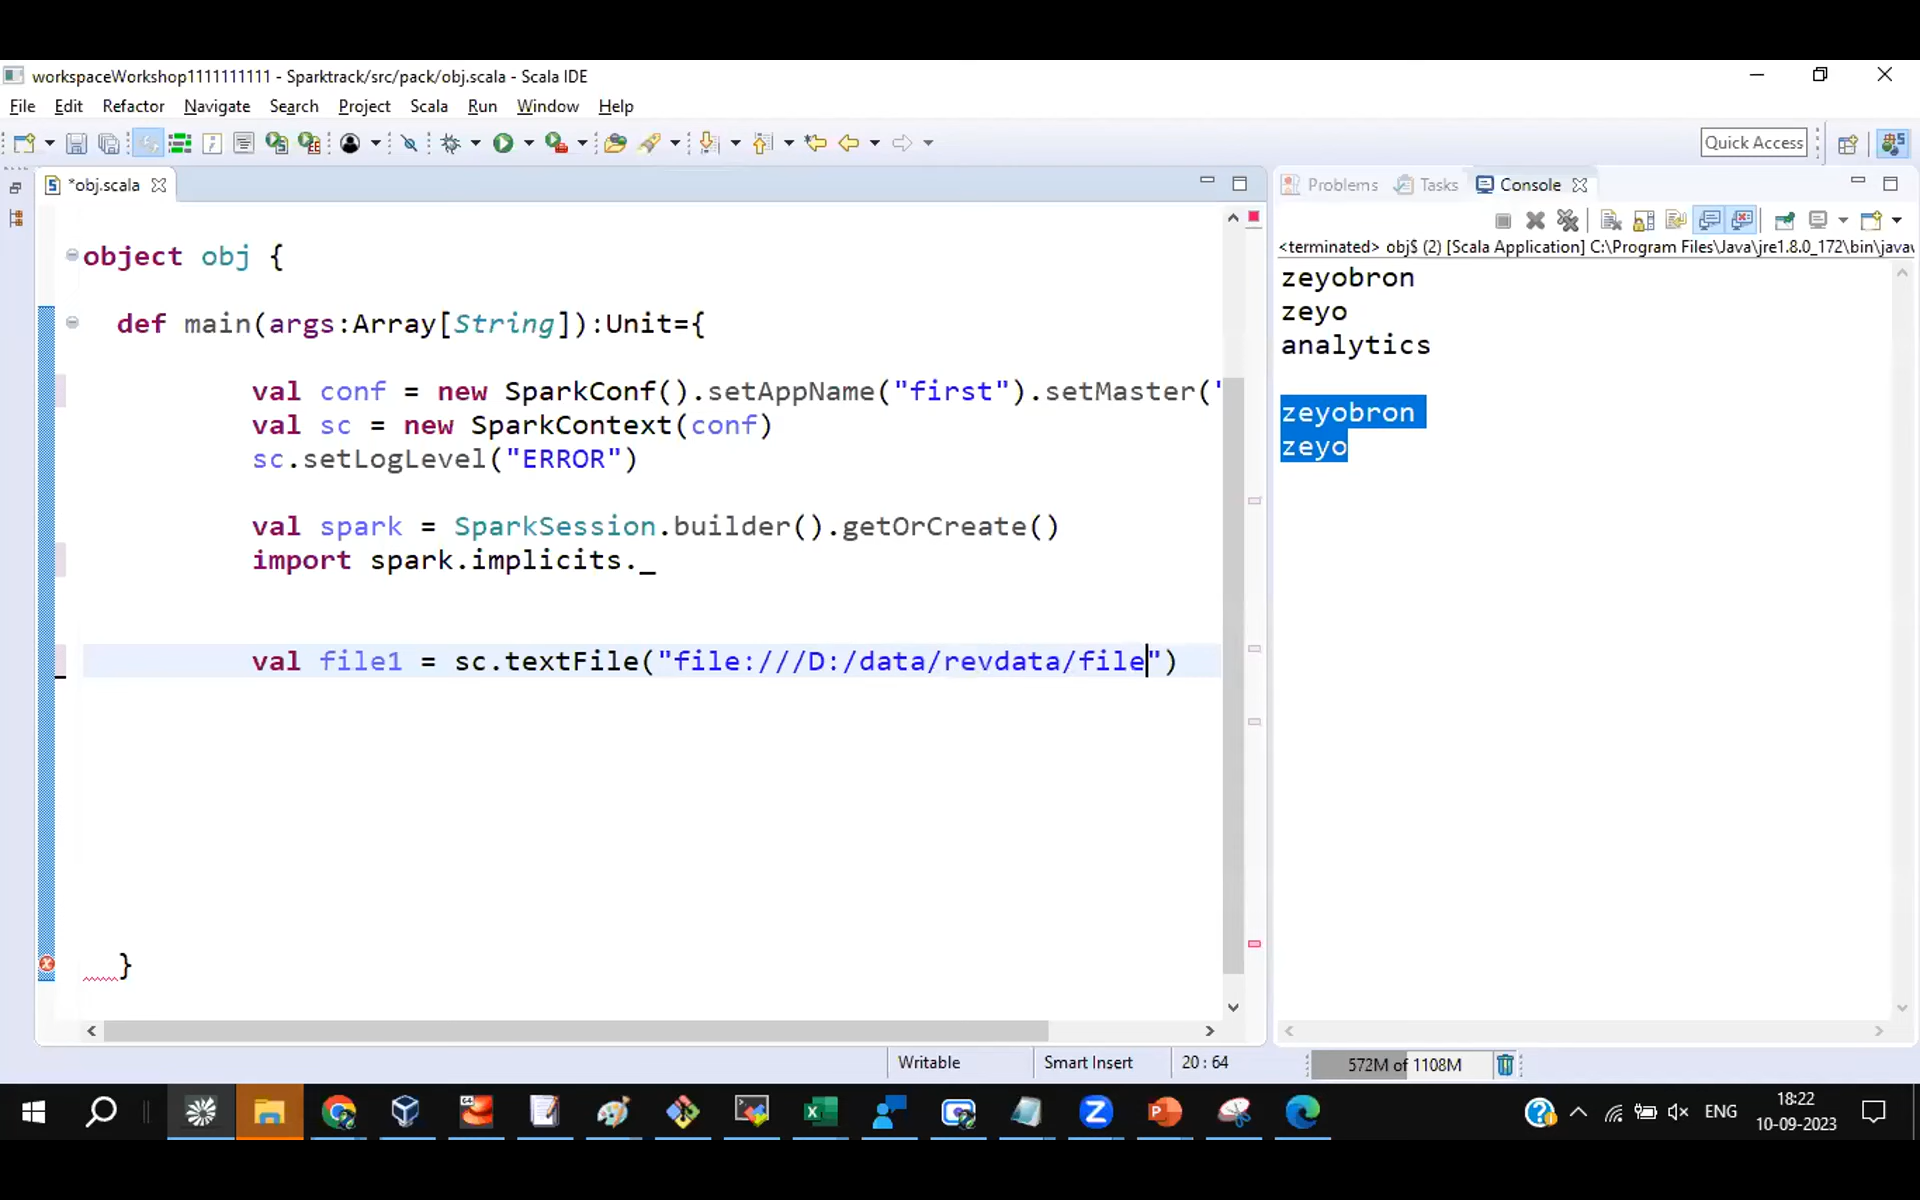 workspaceWorkshop1111111111 - Sparktrack/src/pack/obj.scala - Scala IDE
File Edit Refactor Navigate Search Project Scala Run Window Help
Quick Access
*obj.scala
object obj {
def main(args:Array[String]):Unit={
val conf = new SparkConf().setAppName("first").setMaster("
val sc = new SparkContext(conf)
sc.setLogLevel("ERROR")
val spark = SparkSession.builder().getOrCreate()
import spark.implicits._
val file1 = sc.textFile("file:///D:/data/revdata/file")
}
Problems Tasks Console
<terminated> obj$ (2) [Scala Application] C:\Program Files\Java\jre1.8.0_172\bin\javaw
zeyobron
zeyo
analytics
zeyobron
zeyo
Writable Smart Insert 20 : 64 572M of 1108M
64
ENG
18:22
10-09-2023